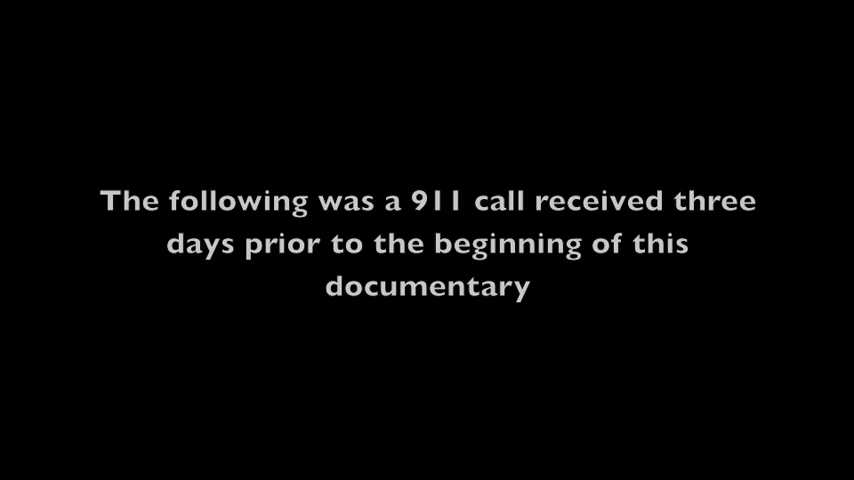 The following was a 911 call received three
days prior to the beginning of this
documentary